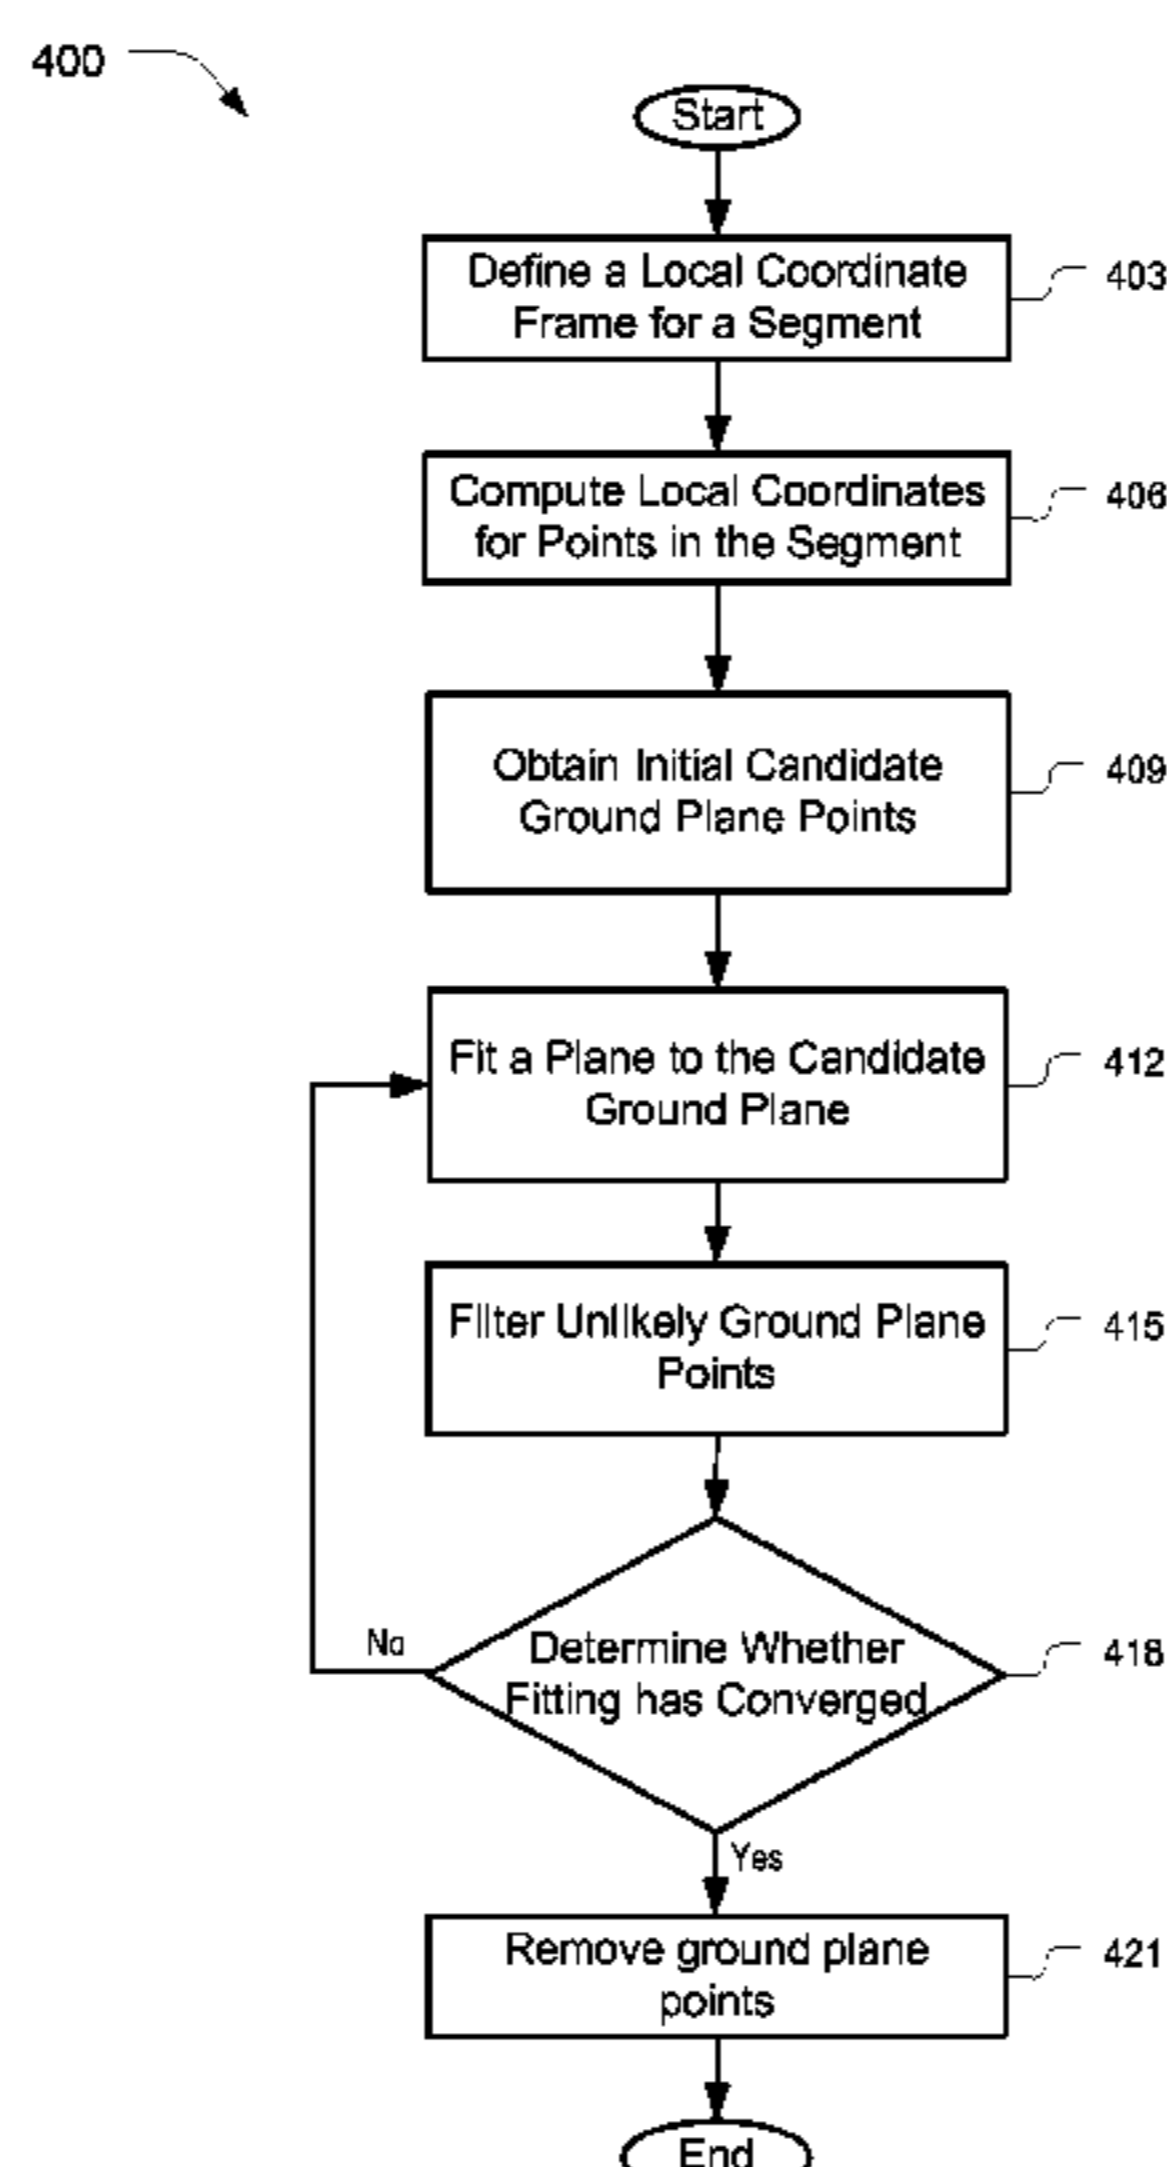 400
Start
Define a Local Coordinate
Frame for a Segment
403
Compute Local Coordinates
for Points in the Segment
406
Obtain Initial Candidate
Ground Plane Points
409
Fit a Plane to the Candidate
Ground Plane
412
Filter Unlikely Ground Plane
Points
415
Determine Whether
Fitting has Converged
418
No
Yes
Remove ground plane
points
421
End